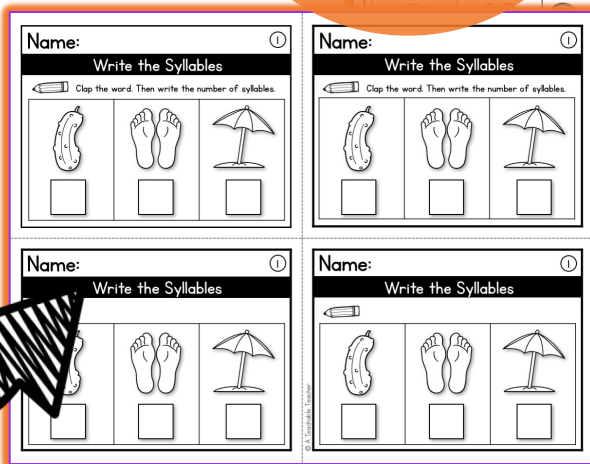 Name: 1
Write the Syllables
Clap the word. Then write the number of syllables.
Name: 1
Write the Syllables
Clap the word. Then write the number of syllables.
Name: 1
Write the Syllables
Name: 1
Write the Syllables
© A Teachable Teacher